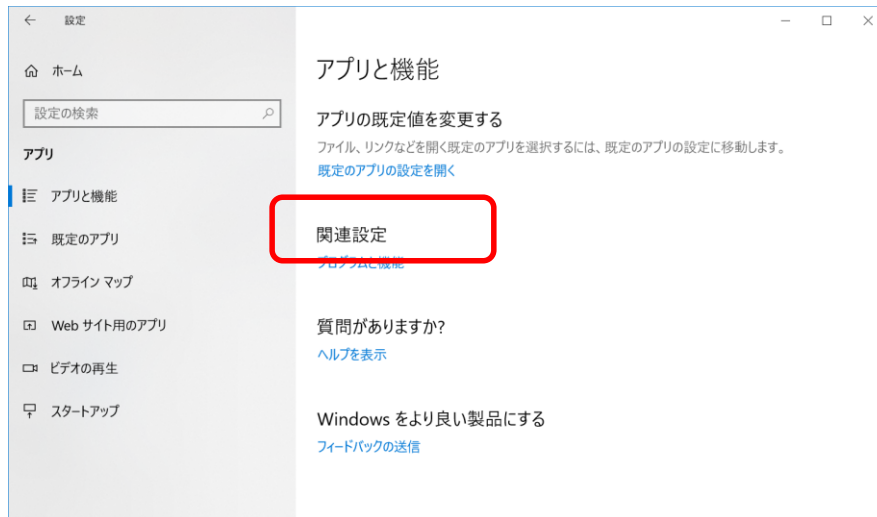 設定
ホーム
設定の検索
アプリ
アプリと機能
既定のアプリ
オフライン マップ
Web サイト用のアプリ
ビデオの再生
スタートアップ
アプリと機能
アプリの既定値を変更する
ファイル、リンクなどを開く既定のアプリを選択するには、既定のアプリの設定に移動します。
既定のアプリの設定を開く
関連設定
プログラムと機能
質問がありますか?
ヘルプを表示
Windows をより良い製品にする
フィードバックの送信